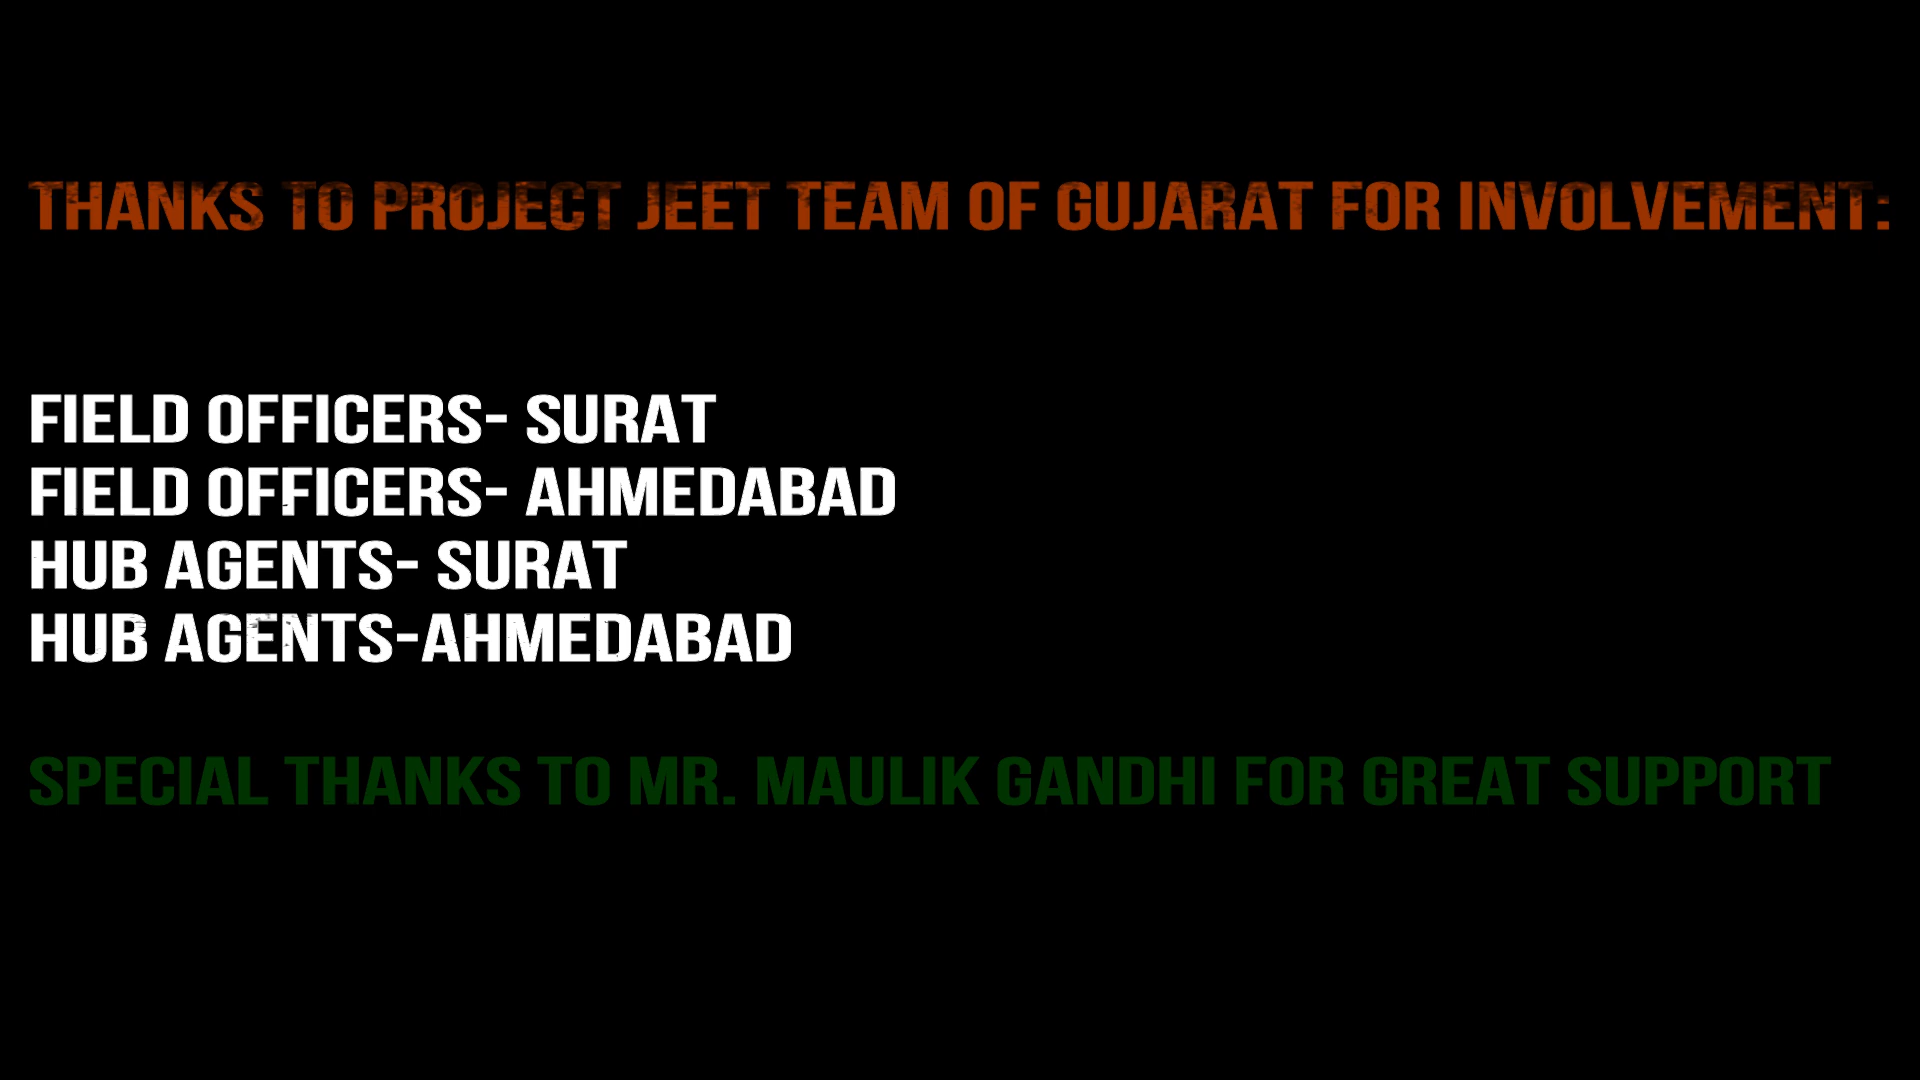 THANKS TO PROJECT JEET TEAM OF GUJARAT FOR INVOLVEMENT:
FIELD OFFICERS- SURAT
FIELD OFFICERS- AHMEDABAD
HUB AGENTS- SURAT
HUB AGENTS-AHMEDABAD
SPECIAL THANKS TO MR. MAULIK GANDHI FOR GREAT SUPPORT